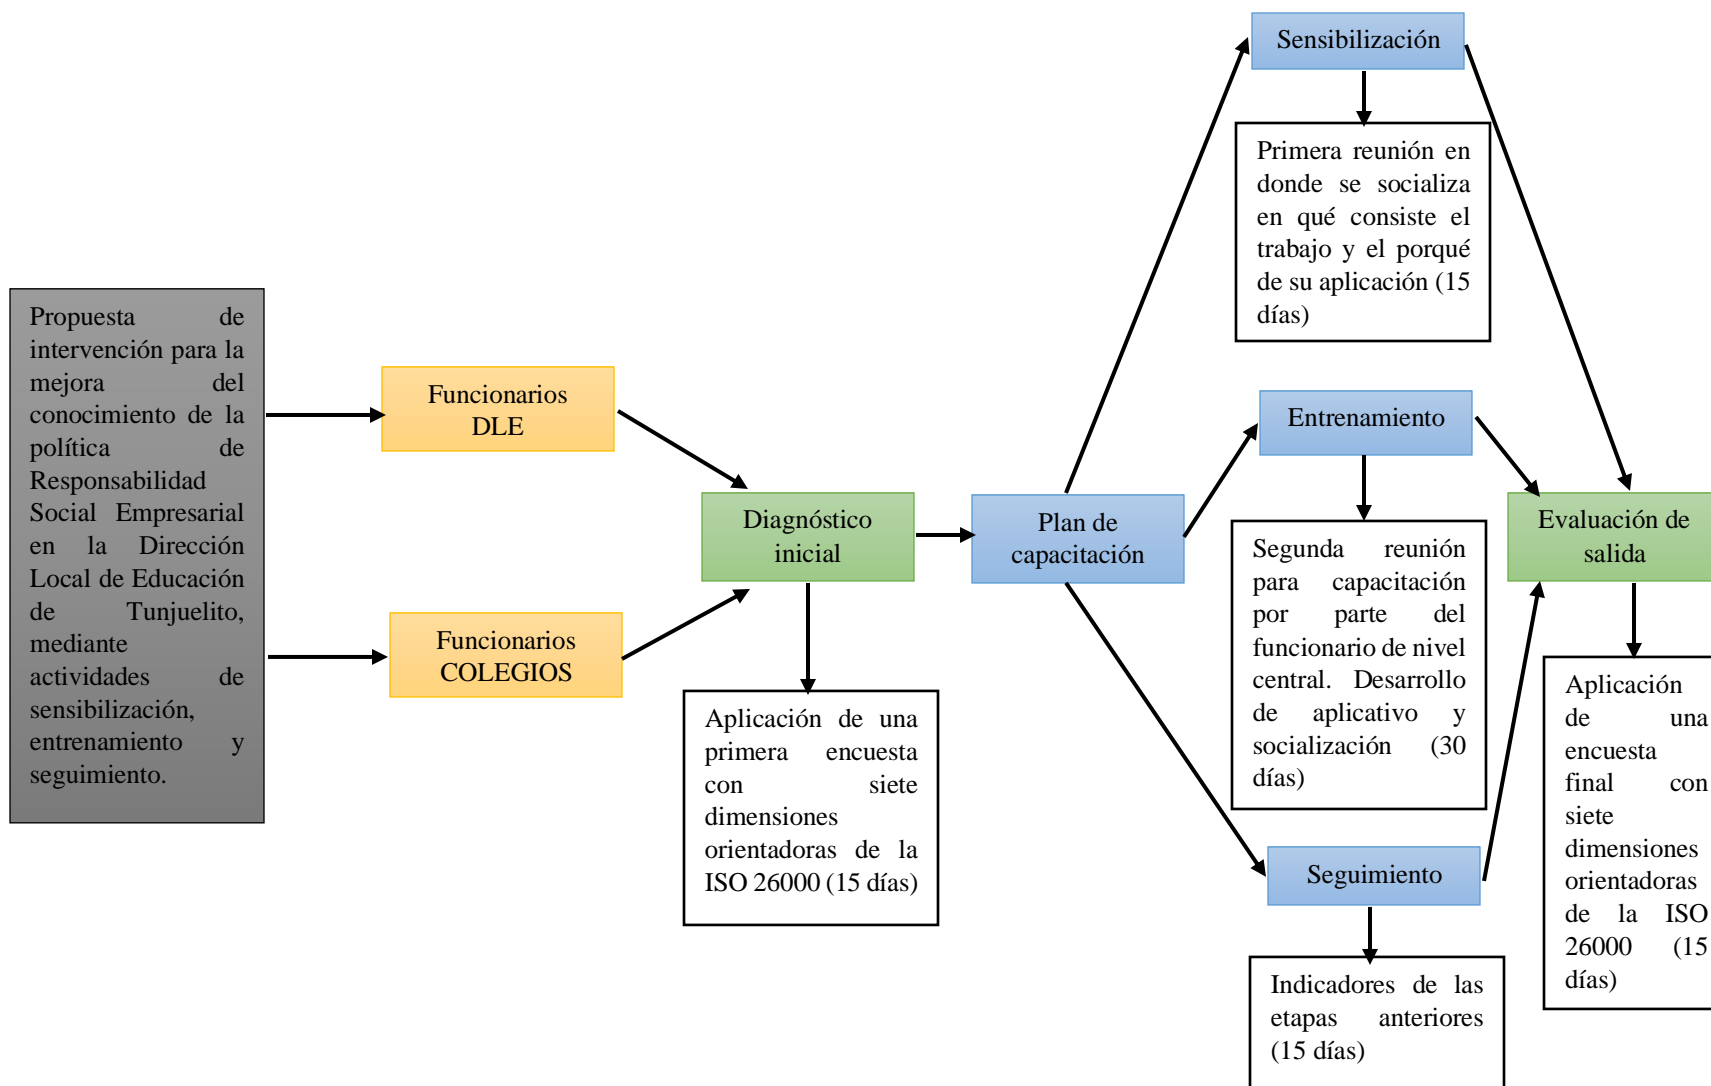 Propuesta de
intervención para la
mejora del
conocimiento de la
política de
Responsabilidad
Social Empresarial
en la Dirección
Local de Educación
de Tunjuelito,
mediante
actividades de
sensibilización,
entrenamiento y
seguimiento.
Funcionarios
DLE
Funcionarios
COLEGIOS
Diagnóstico
inicial
Aplicación de una
primera encuesta
con siete
dimensiones
orientadoras de la
ISO 26000 (15 días)
Plan de
capacitación
Sensibilización
Primera reunión en
donde se socializa
en qué consiste el
trabajo y el porqué
de su aplicación (15
días)
Entrenamiento
Segunda reunión
para capacitación
por parte del
funcionario de nivel
central. Desarrollo
de aplicativo y
socialización (30
días)
Seguimiento
Indicadores de las
etapas anteriores
(15 días)
Evaluación de
salida
Aplicación
de una
encuesta
final con
siete
dimensiones
orientadoras
de la ISO
26000 (15
días)